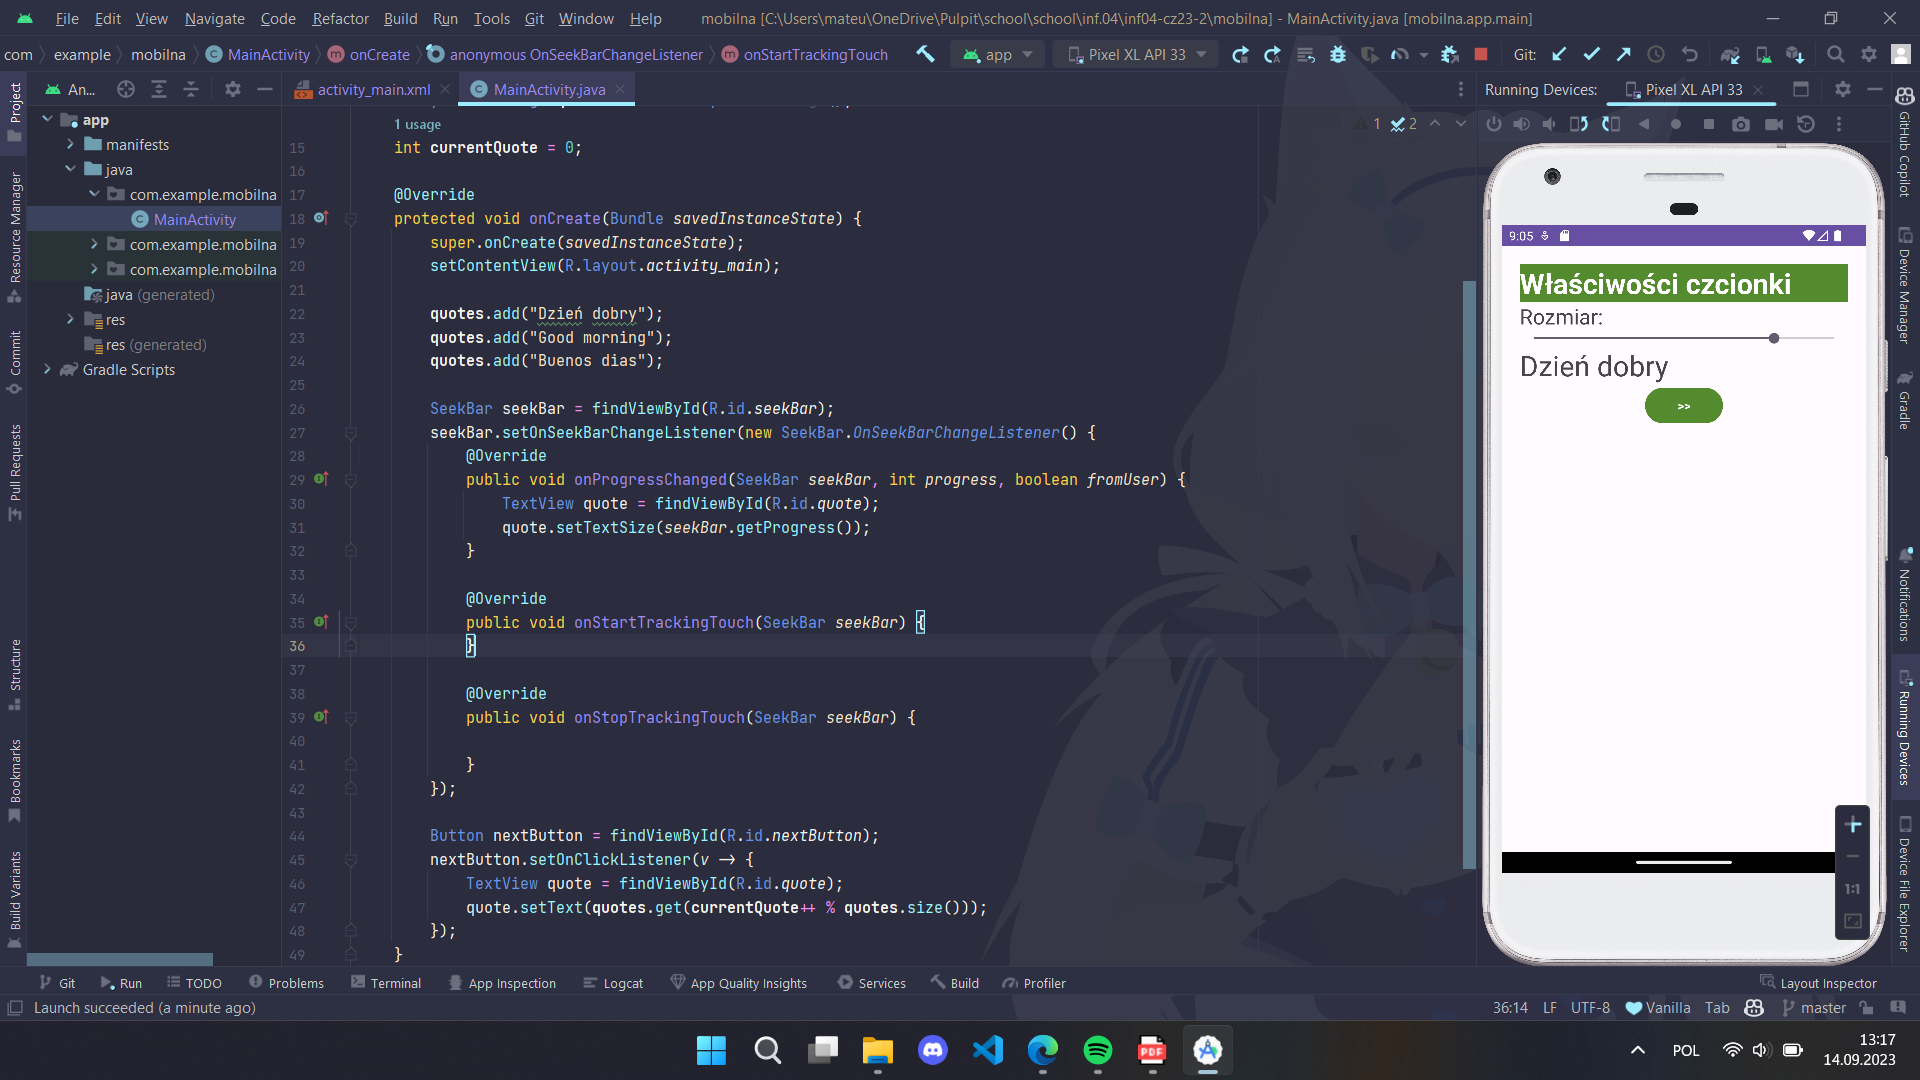 File Edit View Navigate Code Refactor Build Run Tools Git Window Help mobilna [C:\Users\mateu\OneDrive\Pulpit\school\school\inf.04\inf04-cz23-2\mobilna] - MainActivity.java [mobilna.app.main]
com example mobilna MainActivity onCreate anonymous OnSeekBarChangeListener onStartTrackingTouch app Pixel XL API 33 Git:
An... activity_main.xml MainActivity.java Running Devices: Pixel XL API 33
Project
Resource Manager
Commit
Pull Requests
Structure
Bookmarks
Build Variants
app
manifests
java
com.example.mobilna
MainActivity
com.example.mobilna
com.example.mobilna
java (generated)
res
res (generated)
Gradle Scripts
1 usage
1 2
15 int currentQuote = 0;
16
17 @Override
18 protected void onCreate(Bundle savedInstanceState) {
19 super.onCreate(savedInstanceState);
20 setContentView(R.layout.activity_main);
21
22 quotes.add("Dzień dobry");
23 quotes.add("Good morning");
24 quotes.add("Buenos dias");
25
26 SeekBar seekBar = findViewById(R.id.seekBar);
27 seekBar.setOnSeekBarChangeListener(new SeekBar.OnSeekBarChangeListener() {
28 @Override
29 public void onProgressChanged(SeekBar seekBar, int progress, boolean fromUser) {
30 TextView quote = findViewById(R.id.quote);
31 quote.setTextSize(seekBar.getProgress());
32 }
33
34 @Override
35 public void onStartTrackingTouch(SeekBar seekBar) {
36 }
37
38 @Override
39 public void onStopTrackingTouch(SeekBar seekBar) {
40
41 }
42 });
43
44 Button nextButton = findViewById(R.id.nextButton);
45 nextButton.setOnClickListener(v -> {
46 TextView quote = findViewById(R.id.quote);
47 quote.setText(quotes.get(currentQuote++ % quotes.size()));
48 });
49 }
9:05
Właściwości czcionki
Rozmiar:
Dzień dobry
>>
1:1
GitHub Copilot
Device Manager
Gradle
Notifications
Running Devices
Device File Explorer
Git Run TODO Problems Terminal App Inspection Logcat App Quality Insights Services Build Profiler Layout Inspector
Launch succeeded (a minute ago) 36:14 LF UTF-8 Vanilla Tab master
PDF
POL
13:17
14.09.2023